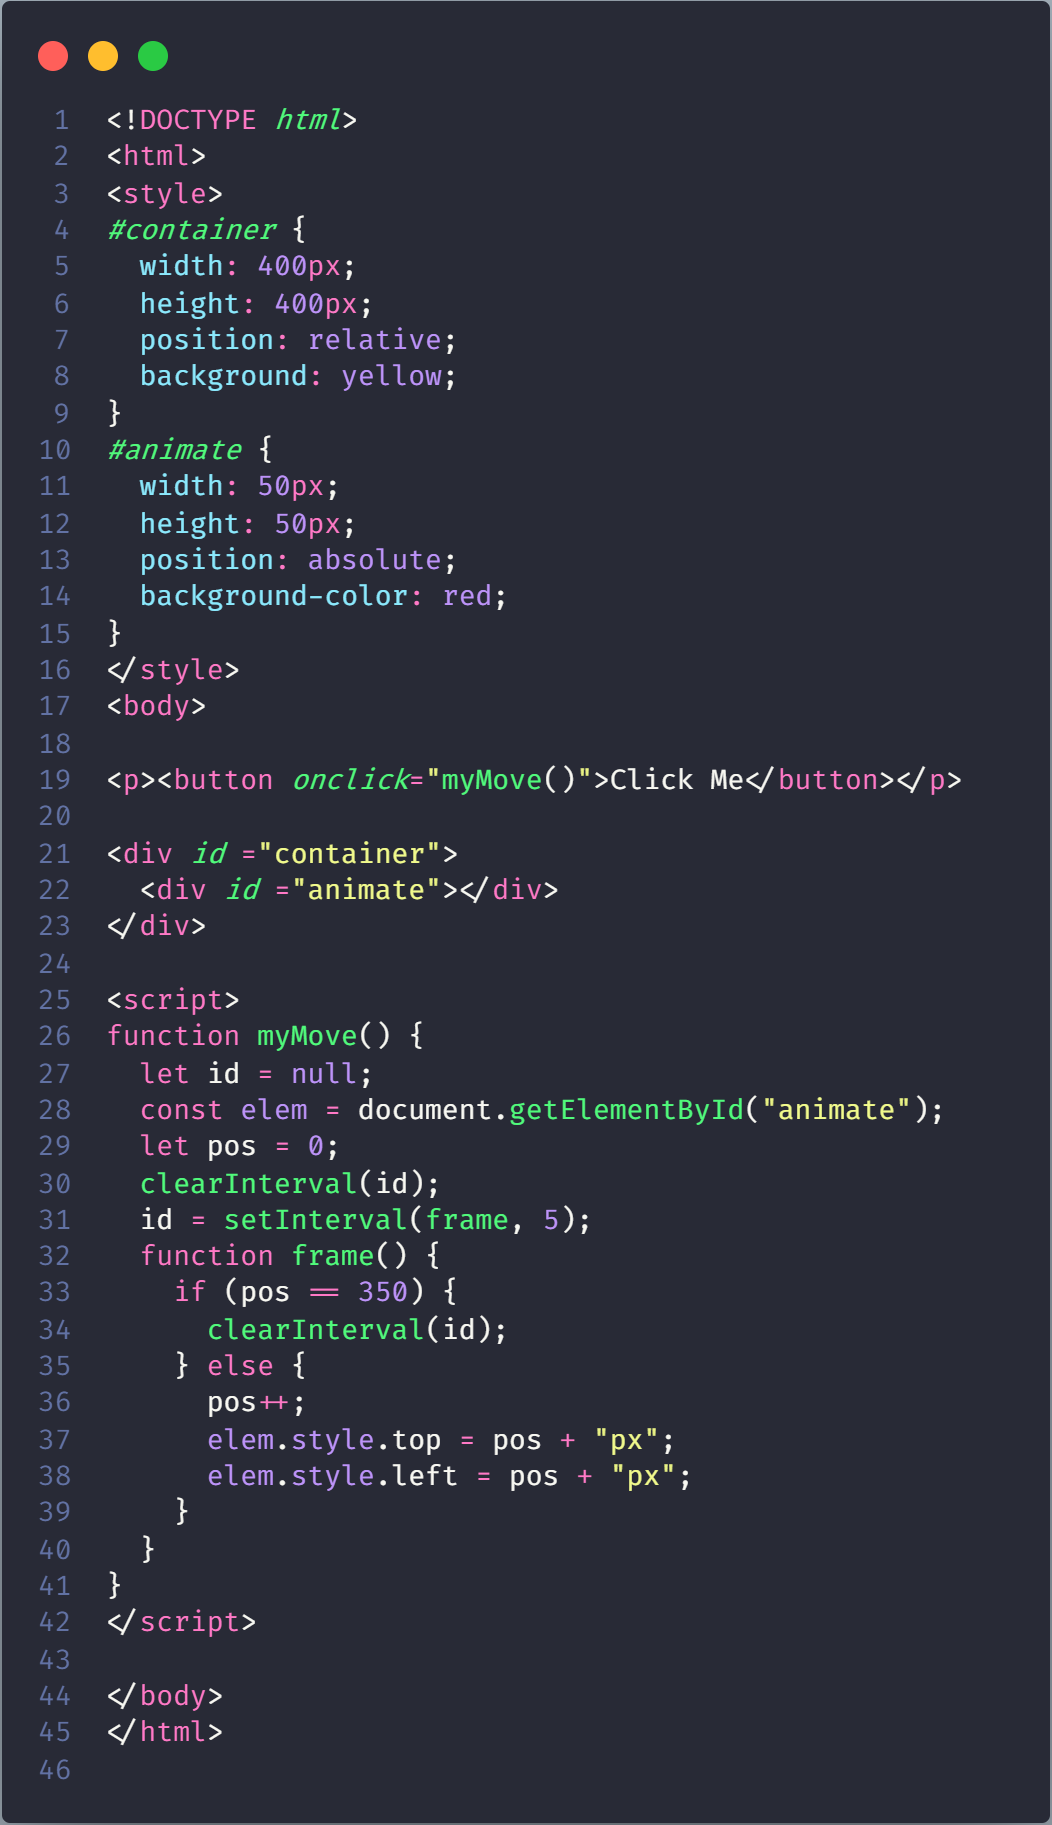 1 <!DOCTYPE html>
2 <html>
3 <style>
4 #container {
5   width: 400px;
6   height: 400px;
7   position: relative;
8   background: yellow;
9 }
10 #animate {
11   width: 50px;
12   height: 50px;
13   position: absolute;
14   background-color: red;
15 }
16 </style>
17 <body>
18
19 <p><button onclick="myMove()">Click Me</button></p>
20
21 <div id ="container">
22   <div id ="animate"></div>
23 </div>
24
25 <script>
26 function myMove() {
27   let id = null;
28   const elem = document.getElementById("animate");
29   let pos = 0;
30   clearInterval(id);
31   id = setInterval(frame, 5);
32   function frame() {
33     if (pos == 350) {
34       clearInterval(id);
35     } else {
36       pos++;
37       elem.style.top = pos + "px";
38       elem.style.left = pos + "px";
39     }
40   }
41 }
42 </script>
43
44 </body>
45 </html>
46